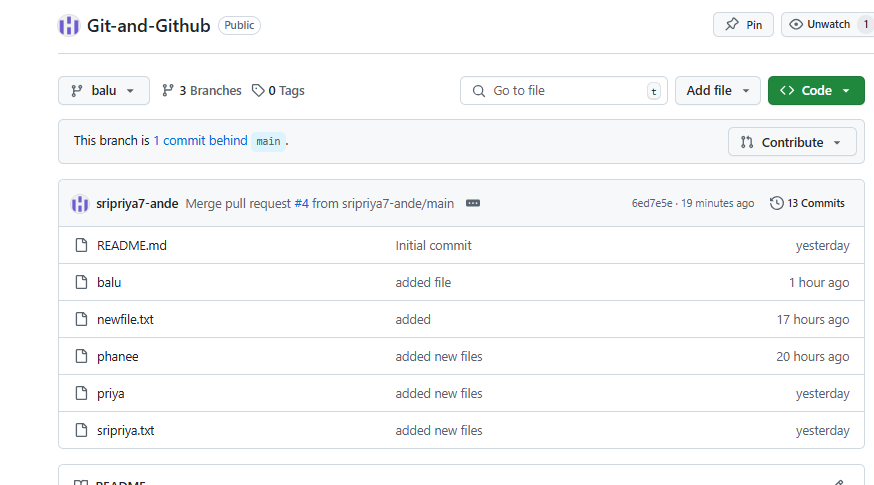 Git-and-Github Public Pin Unwatch 1
balu 3 Branches 0 Tags Go to file t Add file Code
This branch is 1 commit behind main . Contribute
sripriya7-ande Merge pull request #4 from sripriya7-ande/main 6ed7e5e · 19 minutes ago 13 Commits
README.md Initial commit yesterday
balu added file 1 hour ago
newfile.txt added 17 hours ago
phanee added new files 20 hours ago
priya added new files yesterday
sripriya.txt added new files yesterday
README